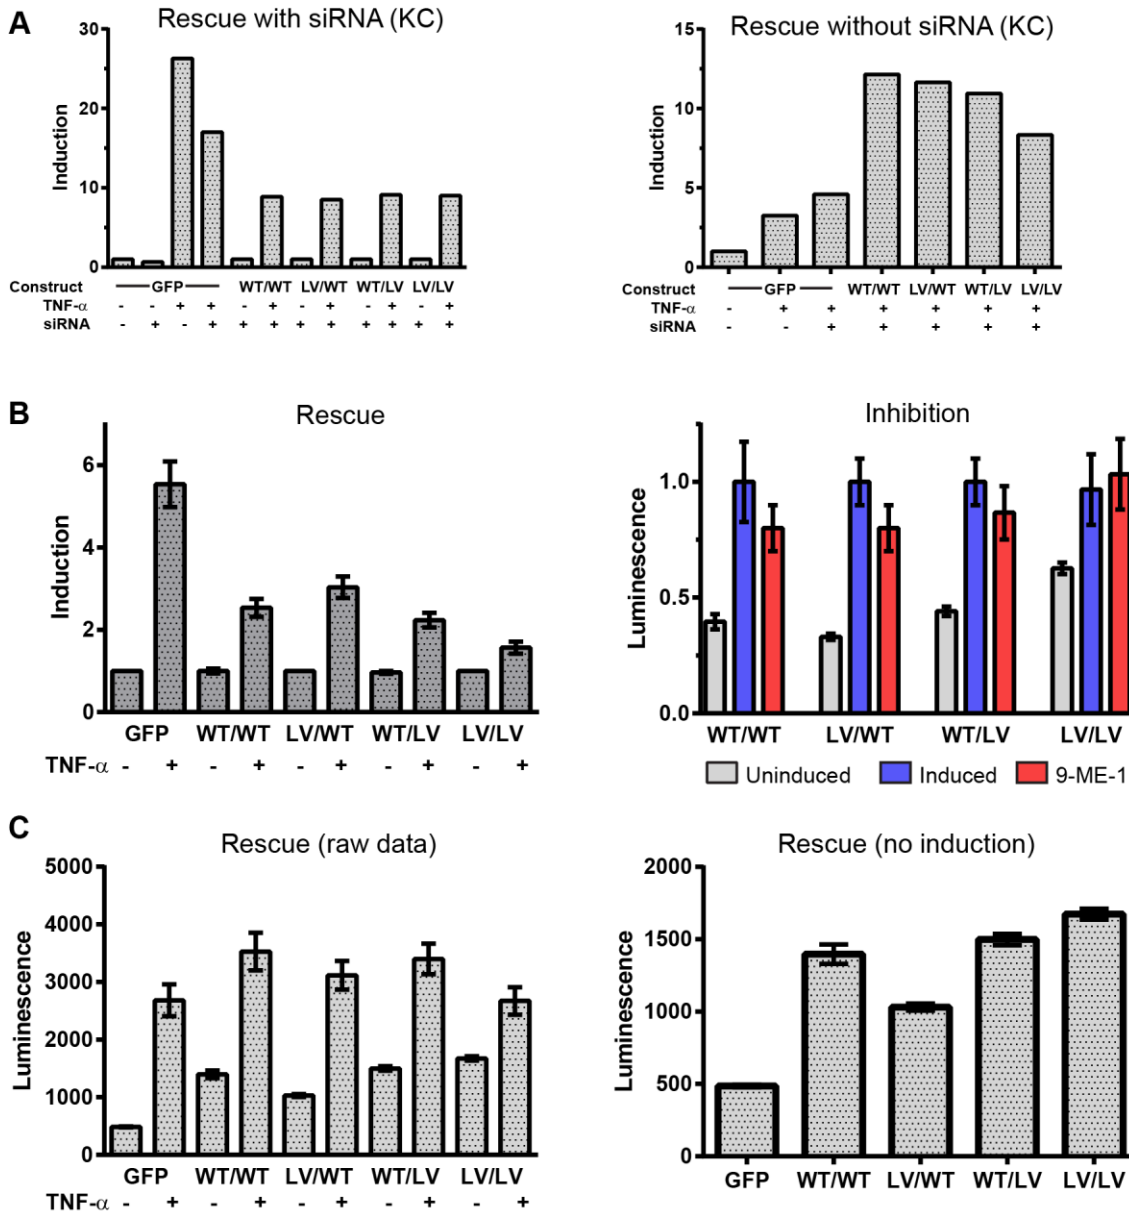 A
Rescue with siRNA (KC)
30
20
10
0
Induction
Construct GFP WT/WT LV/WT WT/LV LV/LV
TNF-α - - + + - + - + - + - +
siRNA - + - + + + + + + + + +
Rescue without siRNA (KC)
15
10
5
0
Induction
Construct GFP WT/WT LV/WT WT/LV LV/LV
TNF-α - + + + + + +
siRNA - - + + + + +
B
Rescue
6
4
2
0
Induction
GFP WT/WT LV/WT WT/LV LV/LV
TNF-α - + - + - + - + - +
Inhibition
1.0
0.5
0.0
Luminescence
WT/WT LV/WT WT/LV LV/LV
Uninduced Induced 9-ME-1
C
Rescue (raw data)
5000
4000
3000
2000
1000
0
Luminescence
GFP WT/WT LV/WT WT/LV LV/LV
TNF-α - + - + - + - + - +
Rescue (no induction)
2000
1500
1000
500
0
Luminescence
GFP WT/WT LV/WT WT/LV LV/LV